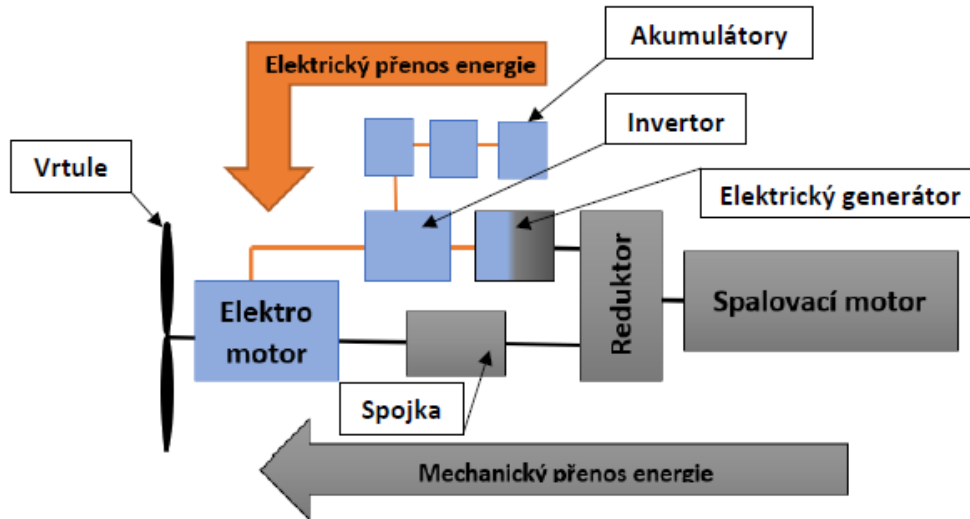 Akumulátory
Elektrický přenos energie
Invertor
Vrtule
Elektrický generátor
Elektro
motor
Reduktor
Spalovací motor
Spojka
Mechanický přenos energie